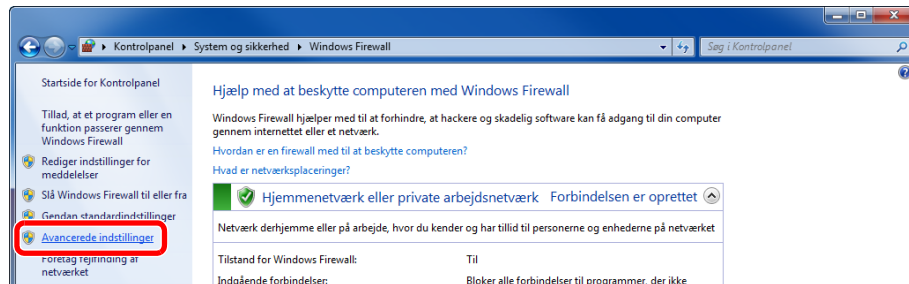 Kontrolpanel ▸ System og sikkerhed ▸ Windows Firewall
Søg i Kontrolpanel
Startside for Kontrolpanel
Tillad, at et program eller en
funktion passerer gennem
Windows Firewall
Rediger indstillinger for
meddelelser
Slå Windows Firewall til eller fra
Gendan standardindstillinger
Avancerede indstillinger
Foretag fejlfinding af
netværket
Hjælp med at beskytte computeren med Windows Firewall
Windows Firewall hjælper med til at forhindre, at hackere og skadelig software kan få adgang til din computer
gennem internettet eller et netværk.
Hvordan er en firewall med til at beskytte computeren?
Hvad er netværksplaceringer?
Hjemmenetværk eller private arbejdsnetværk Forbindelsen er oprettet
Netværk derhjemme eller på arbejde, hvor du kender og har tillid til personerne og enhederne på netværket
Tilstand for Windows Firewall: Til
Indgående forbindelser: Bloker alle forbindelser til programmer, der ikke